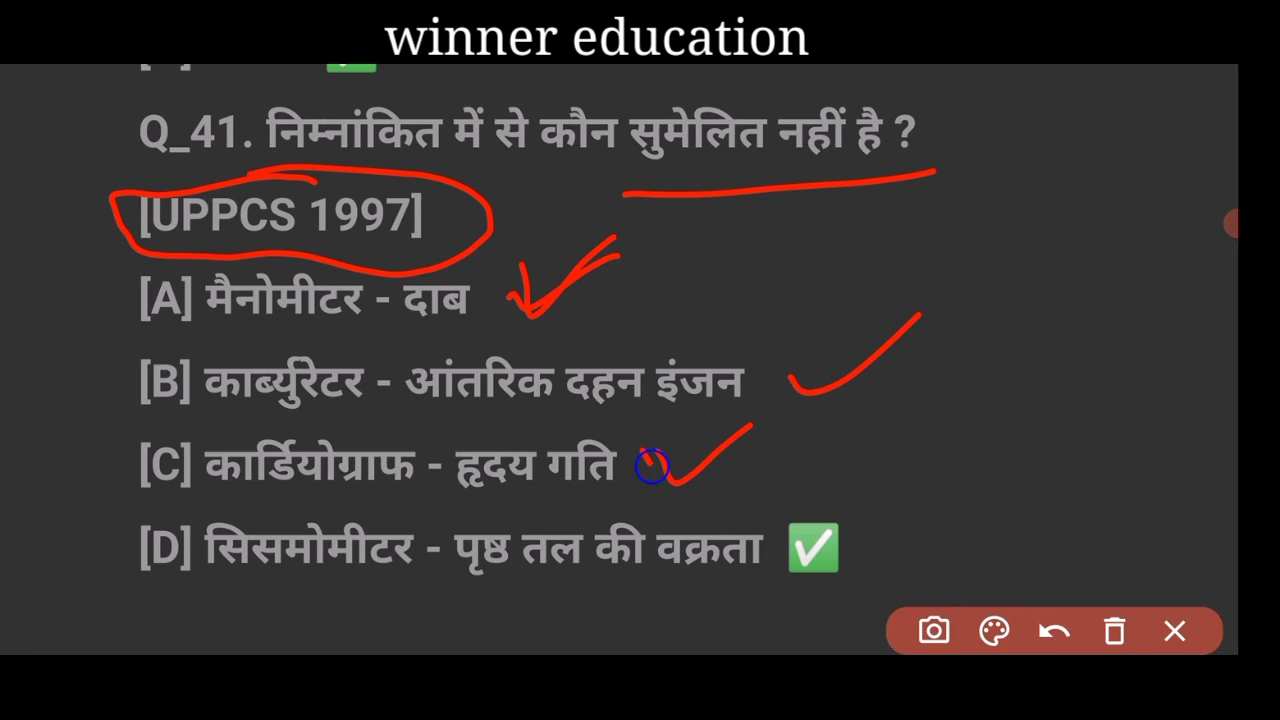 winner education
Q_41. निम्नांकित में से कौन सुमेलित नहीं है ?
[UPPCS 1997]
[A] मैनोमीटर - दाब
[B] कार्ब्युरेटर - आंतरिक दहन इंजन
[C] कार्डियोग्राफ - हृदय गति
[D] सिसमोमीटर - पृष्ठ तल की वक्रता ✅